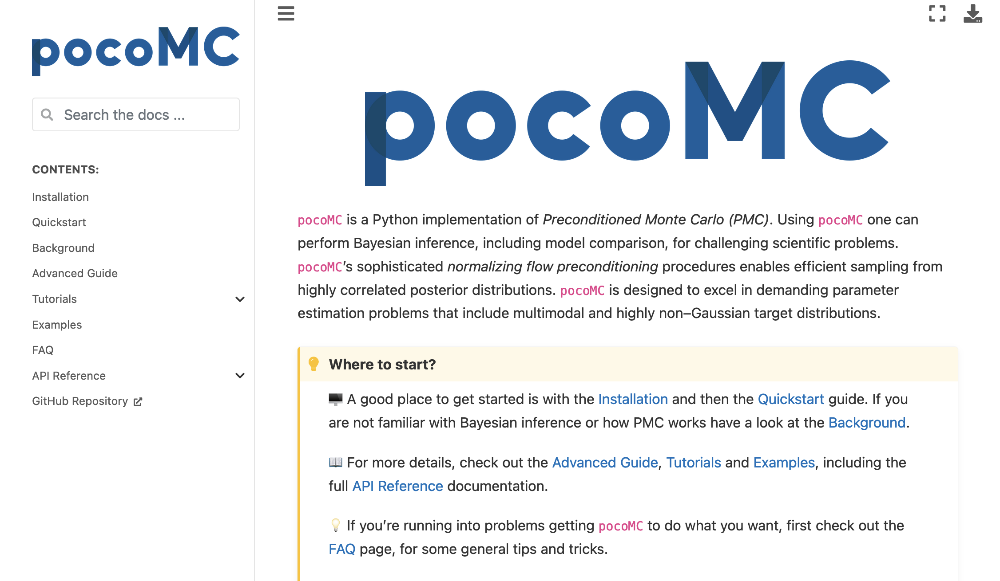 pocoMC
Search the docs ...
CONTENTS:
Installation
Quickstart
Background
Advanced Guide
Tutorials
Examples
FAQ
API Reference
GitHub Repository
pocoMC
pocoMC is a Python implementation of Preconditioned Monte Carlo (PMC). Using pocoMC one can
perform Bayesian inference, including model comparison, for challenging scientific problems.
pocoMC’s sophisticated normalizing flow preconditioning procedures enables efficient sampling from
highly correlated posterior distributions. pocoMC is designed to excel in demanding parameter
estimation problems that include multimodal and highly non–Gaussian target distributions.
Where to start?
🖥️ A good place to get started is with the Installation and then the Quickstart guide. If you
are not familiar with Bayesian inference or how PMC works have a look at the Background.
📖 For more details, check out the Advanced Guide, Tutorials and Examples, including the
full API Reference documentation.
💡 If you’re running into problems getting pocoMC to do what you want, first check out the
FAQ page, for some general tips and tricks.